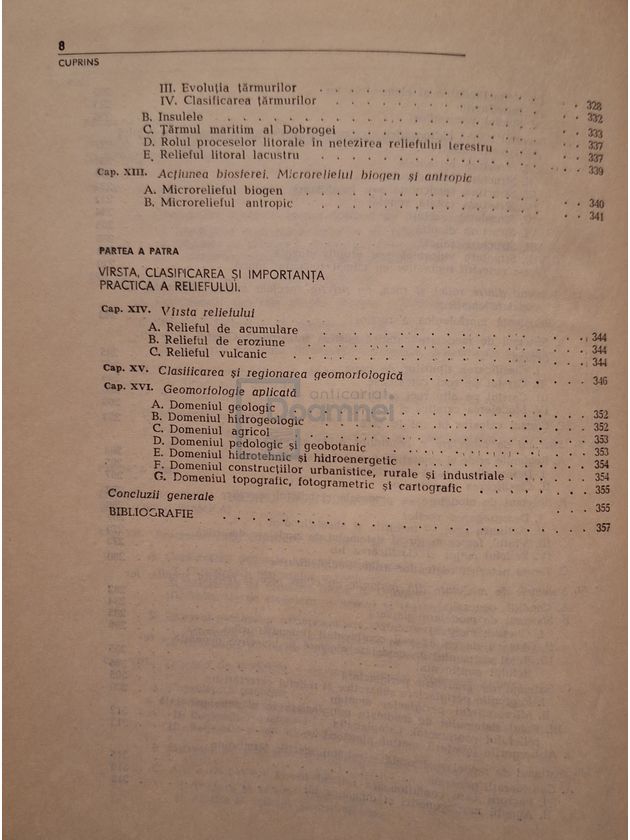 8
CUPRINS
III. Evoluția țărmurilor . . . . . . . . . . . . 328
IV. Clasificarea țărmurilor . . . . . . . . . . . 332
B. Insulele . . . . . . . . . . . . . . . . 333
C. Țărmul maritim al Dobrogei . . . . . . . . . . 337
D. Rolul proceselor litorale în netezirea reliefului terestru . . . 337
E. Relieful litoral lacustru . . . . . . . . . . . 339
Cap. XIII. Acțiunea biosferei. Microrelieful biogen și antropic
A. Microrelieful biogen . . . . . . . . . . . . 340
B. Microrelieful antropic . . . . . . . . . . . . 341
PARTEA A PATRA
VÎRSTA, CLASIFICAREA ȘI IMPORTANȚA
PRACTICA A RELIEFULUI.
Cap. XIV. Vîrsta reliefului
A. Relieful de acumulare . . . . . . . . . . . . 344
B. Relieful de eroziune . . . . . . . . . . . . 344
C. Relieful vulcanic . . . . . . . . . . . . . 344
Cap. XV. Clasificarea și regionarea geomorfologică . . . . . . . 346
Cap. XVI. Geomorfologie aplicată
A. Domeniul geologic . . . . . . . . . . . . . 352
B. Domeniul hidrogeologic . . . . . . . . . . . 352
C. Domeniul agricol . . . . . . . . . . . . . 353
D. Domeniul pedologic și geobotanic . . . . . . . . 353
E. Domeniul hidrotehnic și hidroenergetic . . . . . . . 354
F. Domeniul construcțiilor urbanistice, rurale și industriale . . . 354
G. Domeniul topografic, fotogrametric și cartografic . . . . . 355
Concluzii generale . . . 355
BIBLIOGRAFIE . . . . . . . . . . . . . . . . 357
anticariat
Doamnei